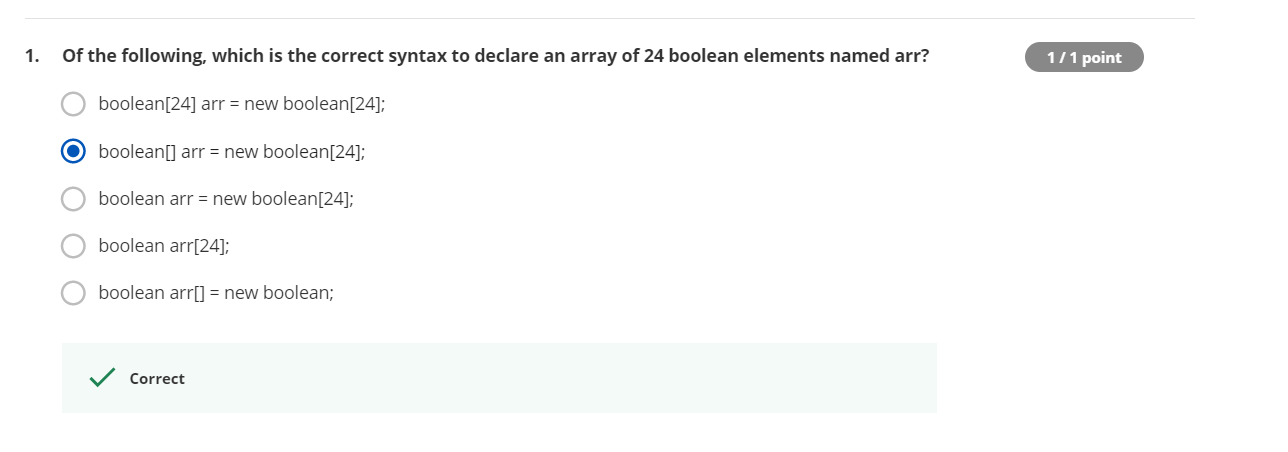 1. Of the following, which is the correct syntax to declare an array of 24 boolean elements named arr?
1 / 1 point
boolean[24] arr = new boolean[24];
boolean[] arr = new boolean[24];
boolean arr = new boolean[24];
boolean arr[24];
boolean arr[] = new boolean;
Correct